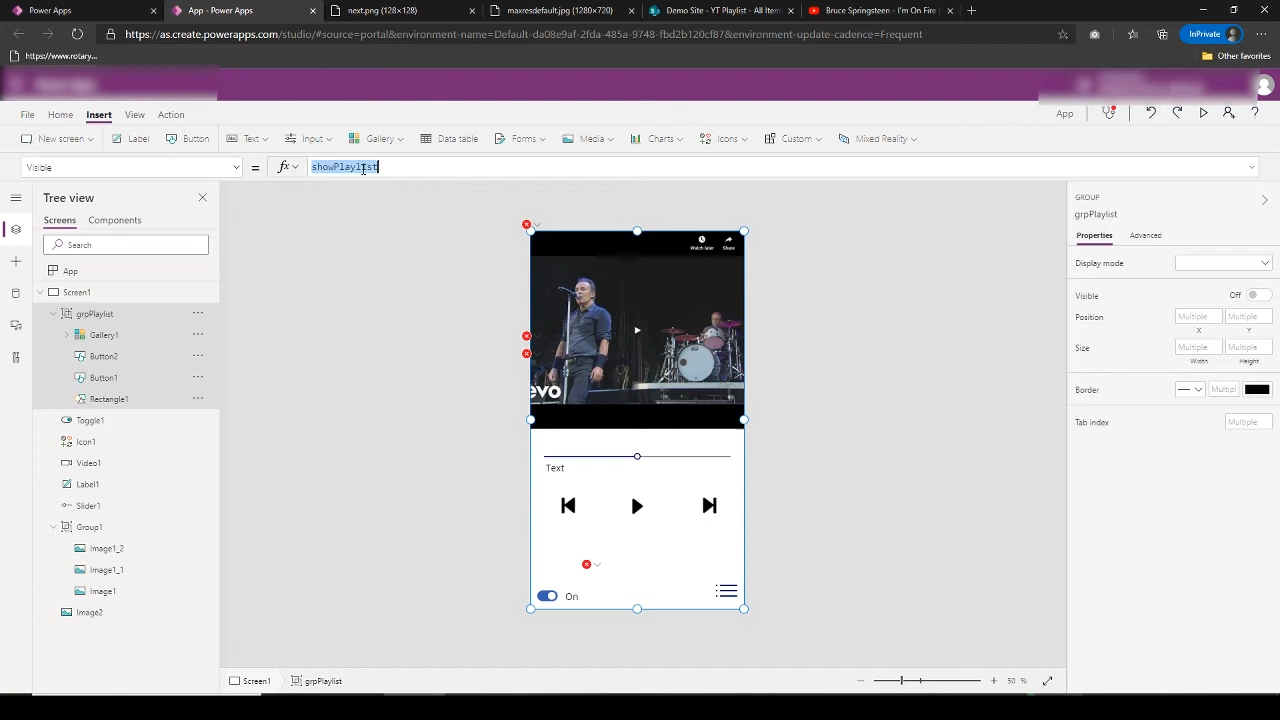 Power Apps
App - Power Apps
next.png (128×128)
maxresdefault.jpg (1280×720)
Demo Site - YT Playlist - All Item
Bruce Springsteen - I'm On Fire (
https://as.create.powerapps.com/studio/#source=portal&environment-name=Default-da08e9af-2fda-485a-9748-fbd2b120cf87&environment-update-cadence=Frequent
InPrivate
https://www.rotary...
Other favorites
File Home Insert View Action
App
New screen Label Button Text Input Gallery Data table Forms Media Charts Icons Custom Mixed Reality
Visible = fx showPlaylist
Tree view
Screens Components
Search
App
Screen1
grpPlaylist
Gallery1
Button2
Button1
Rectangle1
Toggle1
Icon1
Video1
Label1
Slider1
Group1
Image1_2
Image1_1
Image1
Image2
Watch later Share
evo
Text
On
GROUP
grpPlaylist
Properties Advanced
Display mode
Visible Off
Position Multiple Multiple
X Y
Size Multiple Multiple
Width Height
Border Multipl
Tab index Multiple
Screen1 grpPlaylist
50 %